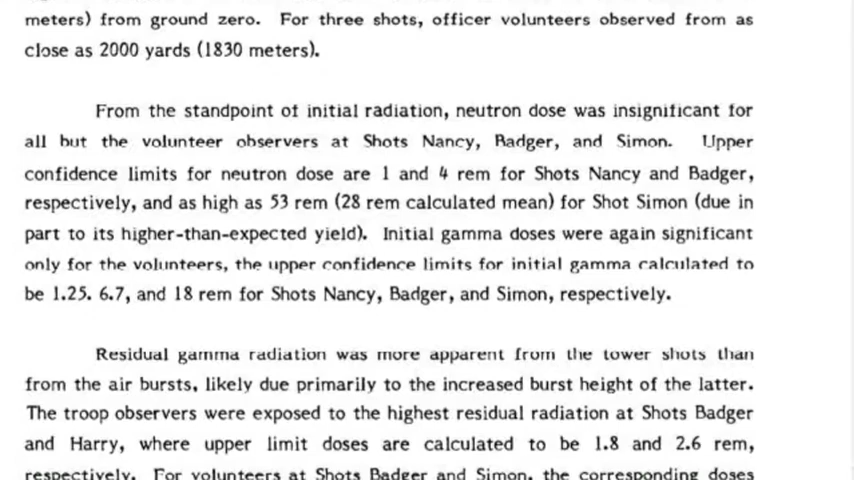 meters) from ground zero. For three shots, officer volunteers observed from as
close as 2000 yards (1830 meters).
From the standpoint of initial radiation, neutron dose was insignificant for
all but the volunteer observers at Shots Nancy, Badger, and Simon. Upper
confidence limits for neutron dose are 1 and 4 rem for Shots Nancy and Badger,
respectively, and as high as 53 rem (28 rem calculated mean) for Shot Simon (due in
part to its higher-than-expected yield). Initial gamma doses were again significant
only for the volunteers, the upper confidence limits for initial gamma calculated to
be 1.25. 6.7, and 18 rem for Shots Nancy, Badger, and Simon, respectively.
Residual gamma radiation was more apparent from the tower shots than
from the air bursts, likely due primarily to the increased burst height of the latter.
The troop observers were exposed to the highest residual radiation at Shots Badger
and Harry, where upper limit doses are calculated to be 1.8 and 2.6 rem,
respectively. For volunteers at Shots Badger and Simon, the corresponding doses